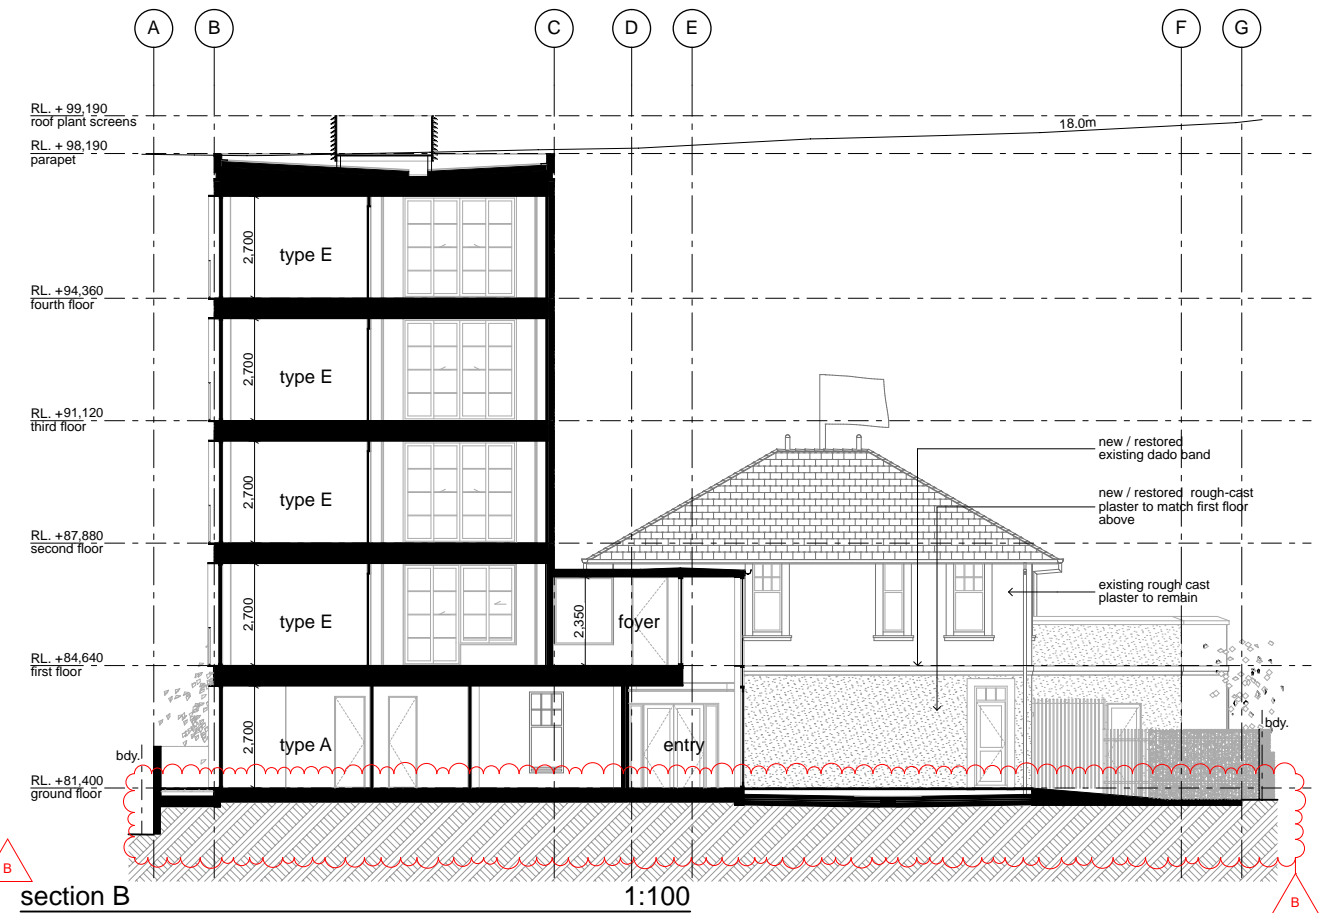 A B C D E F G
RL. + 99,190
roof plant screens
18.0m
RL. + 98,190
parapet
2,700
type E
RL. +94,360
fourth floor
2,700
type E
RL. +91,120
third floor
new / restored
existing dado band
2,700
type E
new / restored rough-cast
plaster to match first floor
above
RL. +87,880
second floor
existing rough cast
plaster to remain
2,700
type E
2,350
foyer
RL. +84,640
first floor
bdy.
2,700
type A
entry
bdy.
RL. +81,400
ground floor
B
section B 1:100
B